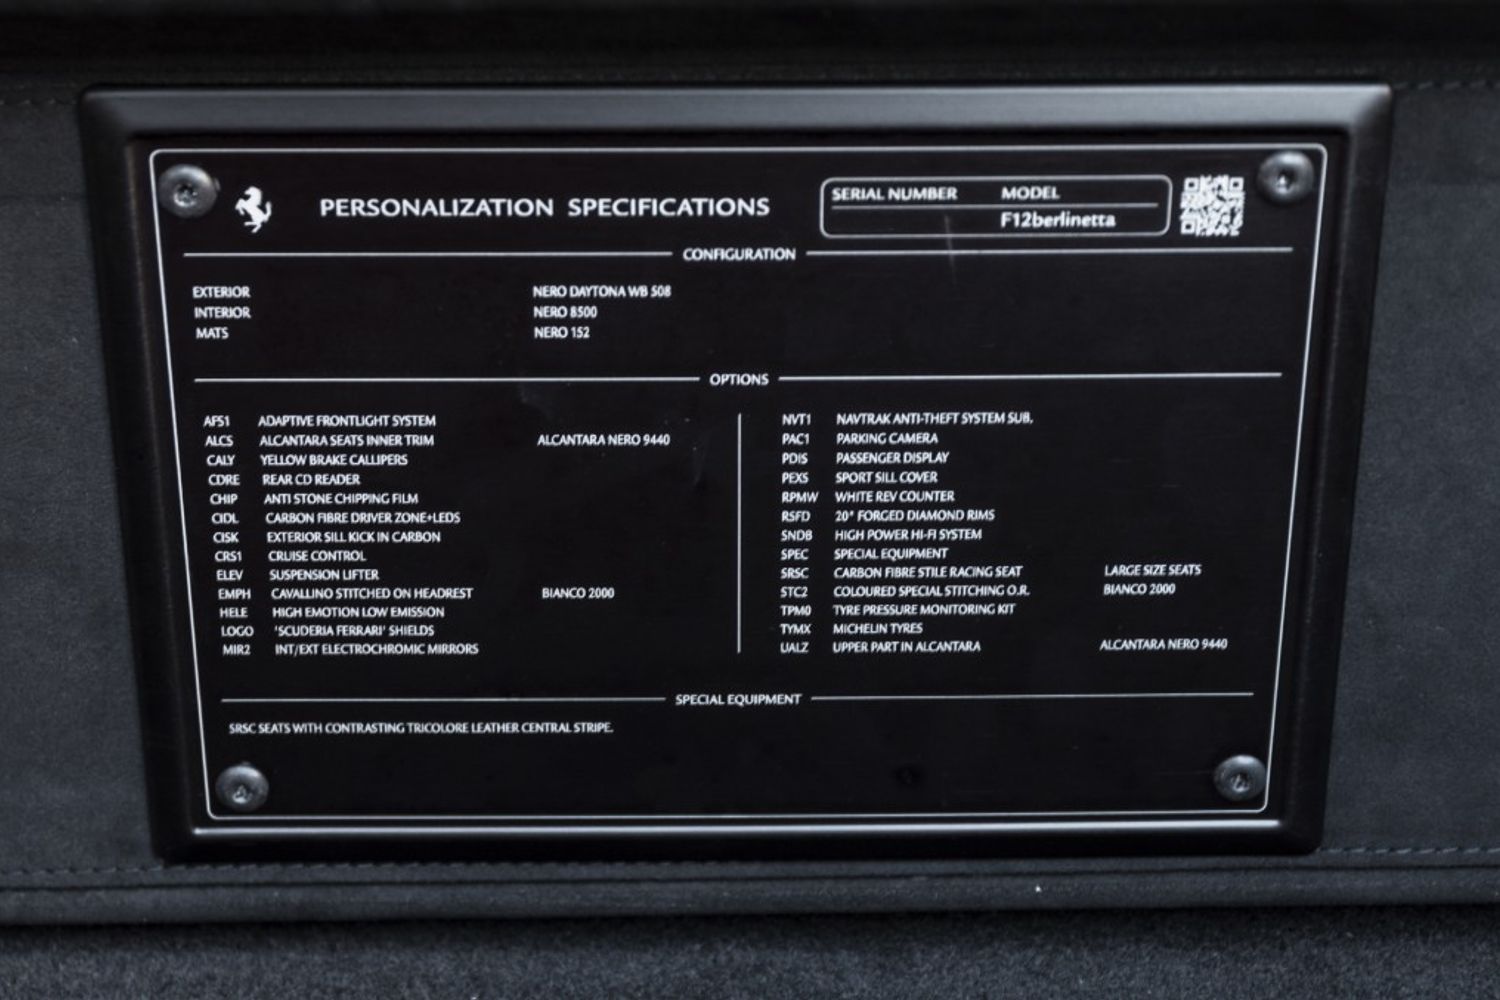 PERSONALIZATION SPECIFICATIONS
SERIAL NUMBER MODEL
F12berlinetta
CONFIGURATION
EXTERIOR NERO DAYTONA WB 508
INTERIOR NERO 8500
MATS NERO 152
OPTIONS
AFS1 ADAPTIVE FRONTLIGHT SYSTEM
ALCS ALCANTARA SEATS INNER TRIM ALCANTARA NERO 9440
CALY YELLOW BRAKE CALLIPERS
CDRE REAR CD READER
CHIP ANTI STONE CHIPPING FILM
CIDL CARBON FIBRE DRIVER ZONE+LEDS
CISK EXTERIOR SILL KICK IN CARBON
CRS1 CRUISE CONTROL
ELEV SUSPENSION LIFTER
EMPH CAVALLINO STITCHED ON HEADREST BIANCO 2000
HELE HIGH EMOTION LOW EMISSION
LOGO 'SCUDERIA FERRARI' SHIELDS
MIR2 INT/EXT ELECTROCHROMIC MIRRORS
NVT1 NAVTRAK ANTI-THEFT SYSTEM SUB.
PAC1 PARKING CAMERA
PDIS PASSENGER DISPLAY
PEXS SPORT SILL COVER
RPMW WHITE REV COUNTER
RSFD 20" FORGED DIAMOND RIMS
SNDB HIGH POWER HI-FI SYSTEM
SPEC SPECIAL EQUIPMENT
SRSC CARBON FIBRE STILE RACING SEAT LARGE SIZE SEATS
STC2 COLOURED SPECIAL STITCHING O.R. BIANCO 2000
TPM0 TYRE PRESSURE MONITORING KIT
TYMX MICHELIN TYRES
UALZ UPPER PART IN ALCANTARA ALCANTARA NERO 9440
SPECIAL EQUIPMENT
SRSC SEATS WITH CONTRASTING TRICOLORE LEATHER CENTRAL STRIPE.